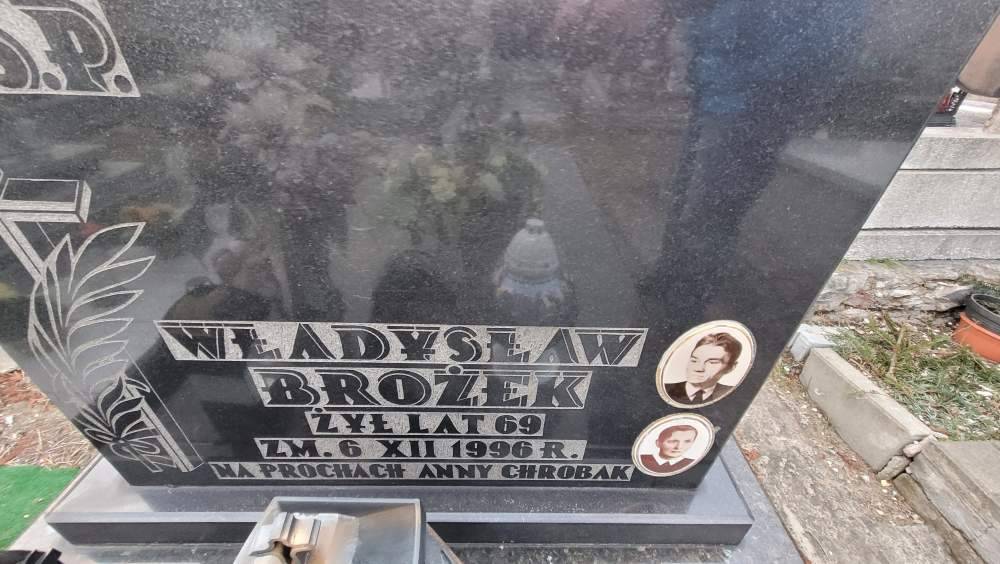 Ś.P.
WŁADYSŁAW
BROŻEK
ŻYŁ LAT 69
ZM. 6 XII 1996 R.
NA PROCHACH ANNY CHROBAK